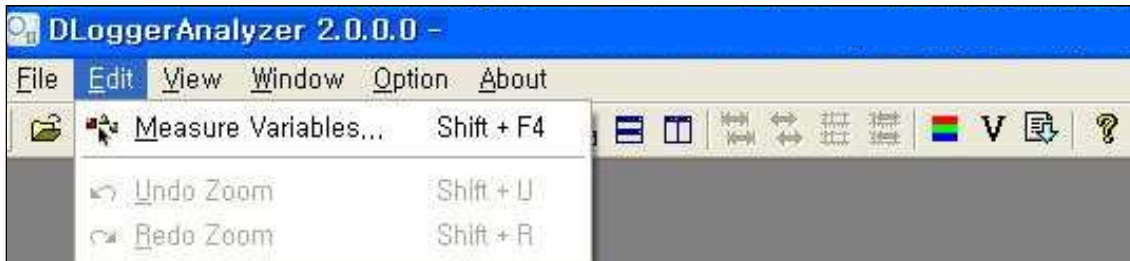 DLoggerAnalyzer 2.0.0.0 -
File Edit View Window Option About
Measure Variables... Shift + F4
V ?
Undo Zoom Shift + U
Redo Zoom Shift + R